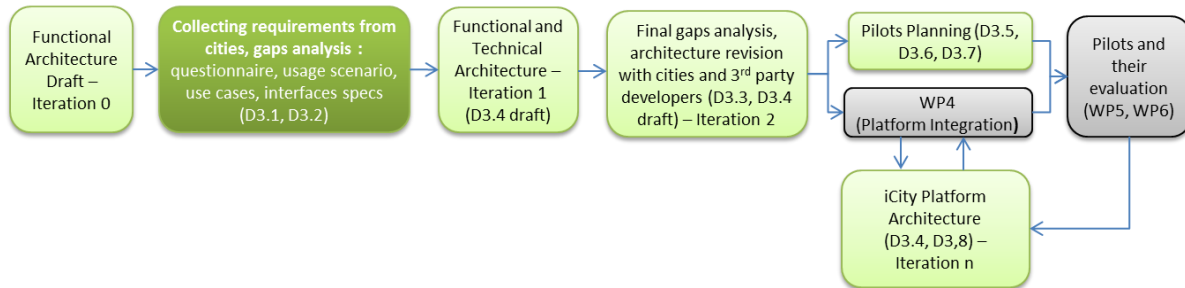 Functional
Architecture
Draft –
Iteration 0
Collecting requirements from
cities, gaps analysis :
questionnaire, usage scenario,
use cases, interfaces specs
(D3.1, D3.2)
Functional and
Technical
Architecture –
Iteration 1
(D3.4 draft)
Final gaps analysis,
architecture revision
with cities and 3rd party
developers (D3.3, D3.4
draft) – Iteration 2
Pilots Planning (D3.5,
D3.6, D3.7)
WP4
(Platform Integration)
Pilots and
their
evaluation
(WP5, WP6)
iCity Platform
Architecture
(D3.4, D3,8) –
Iteration n